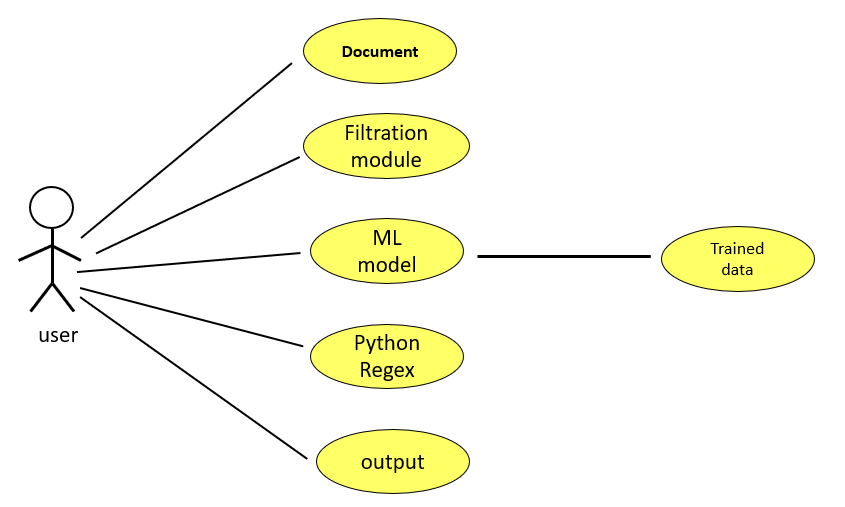 Document
Filtration
module
ML
model
Trained
data
user
Python
Regex
output